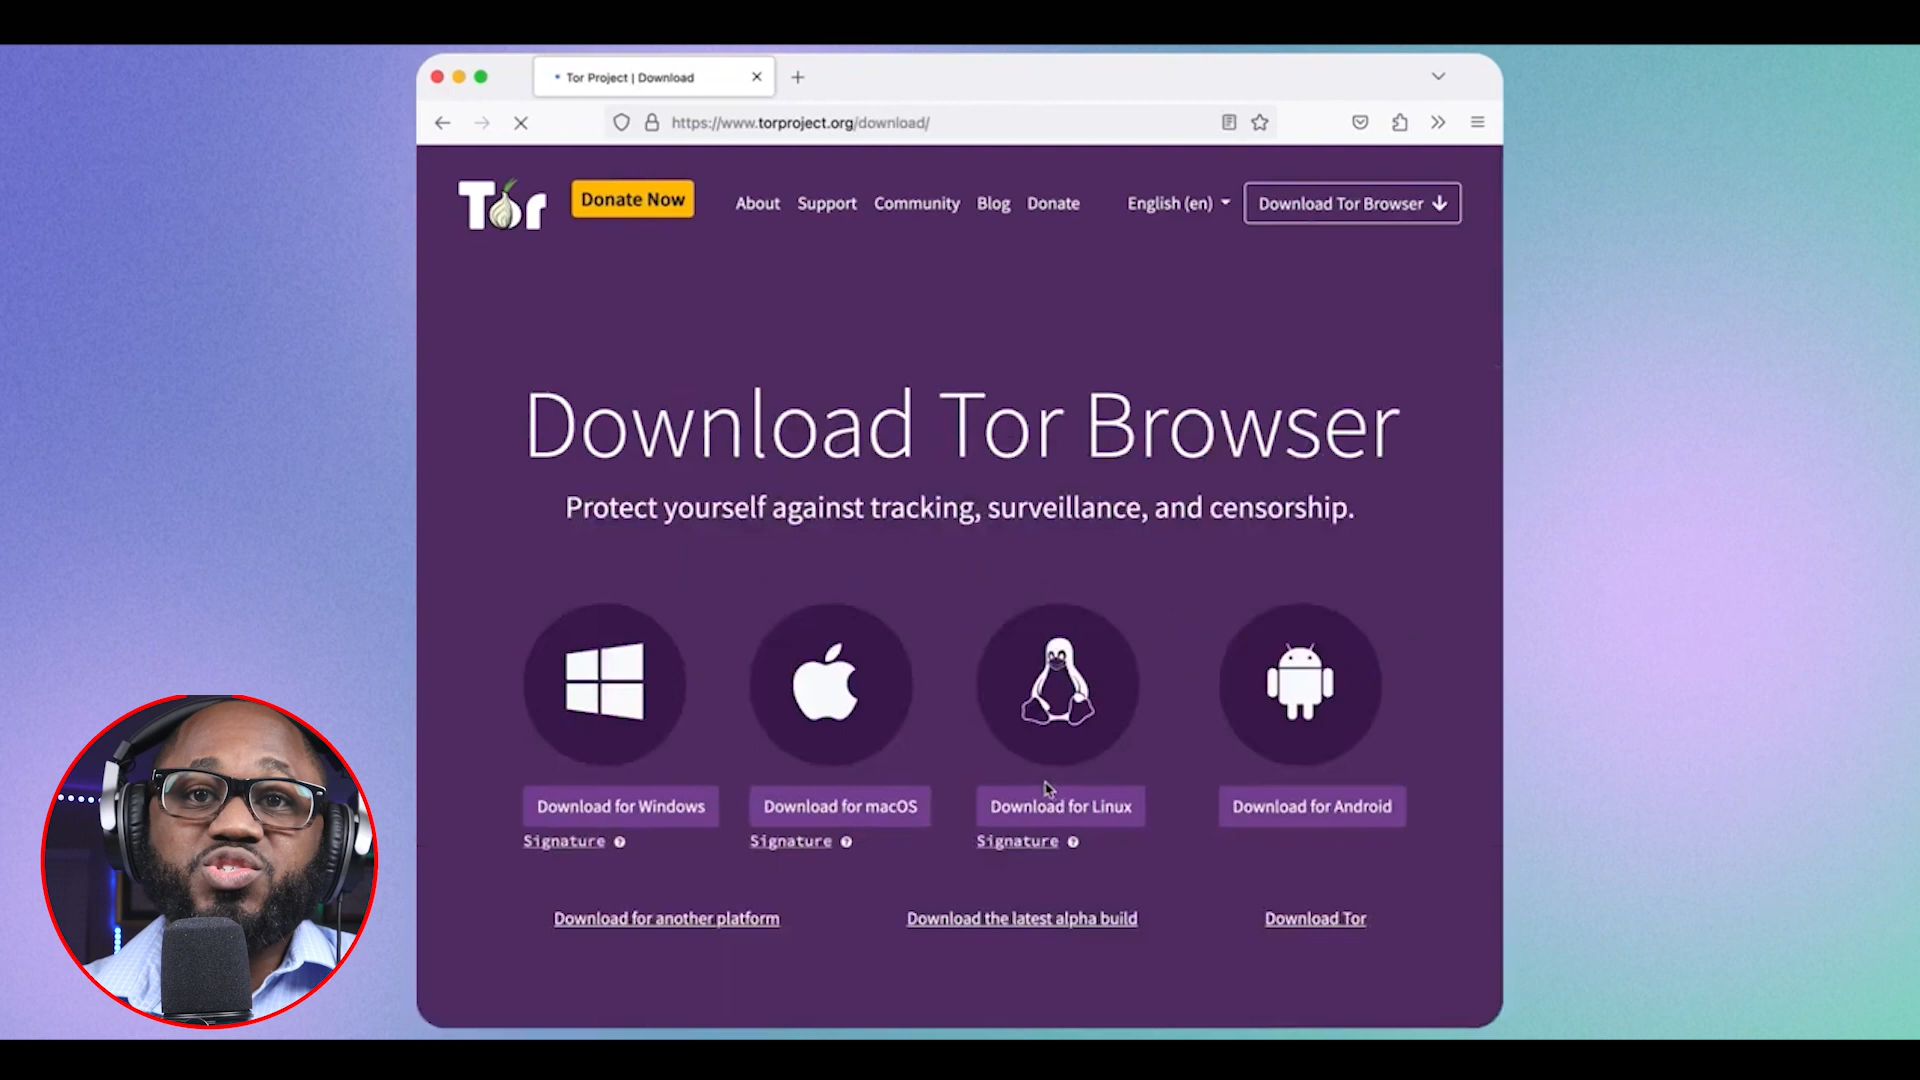 Tor Project | Download
https://www.torproject.org/download/
Tor
Donate Now
About Support Community Blog Donate
English (en)
Download Tor Browser
Download Tor Browser
Protect yourself against tracking, surveillance, and censorship.
Download for Windows Download for macOS Download for Linux Download for Android
Signature ? Signature ? Signature ?
Download for another platform Download the latest alpha build Download Tor